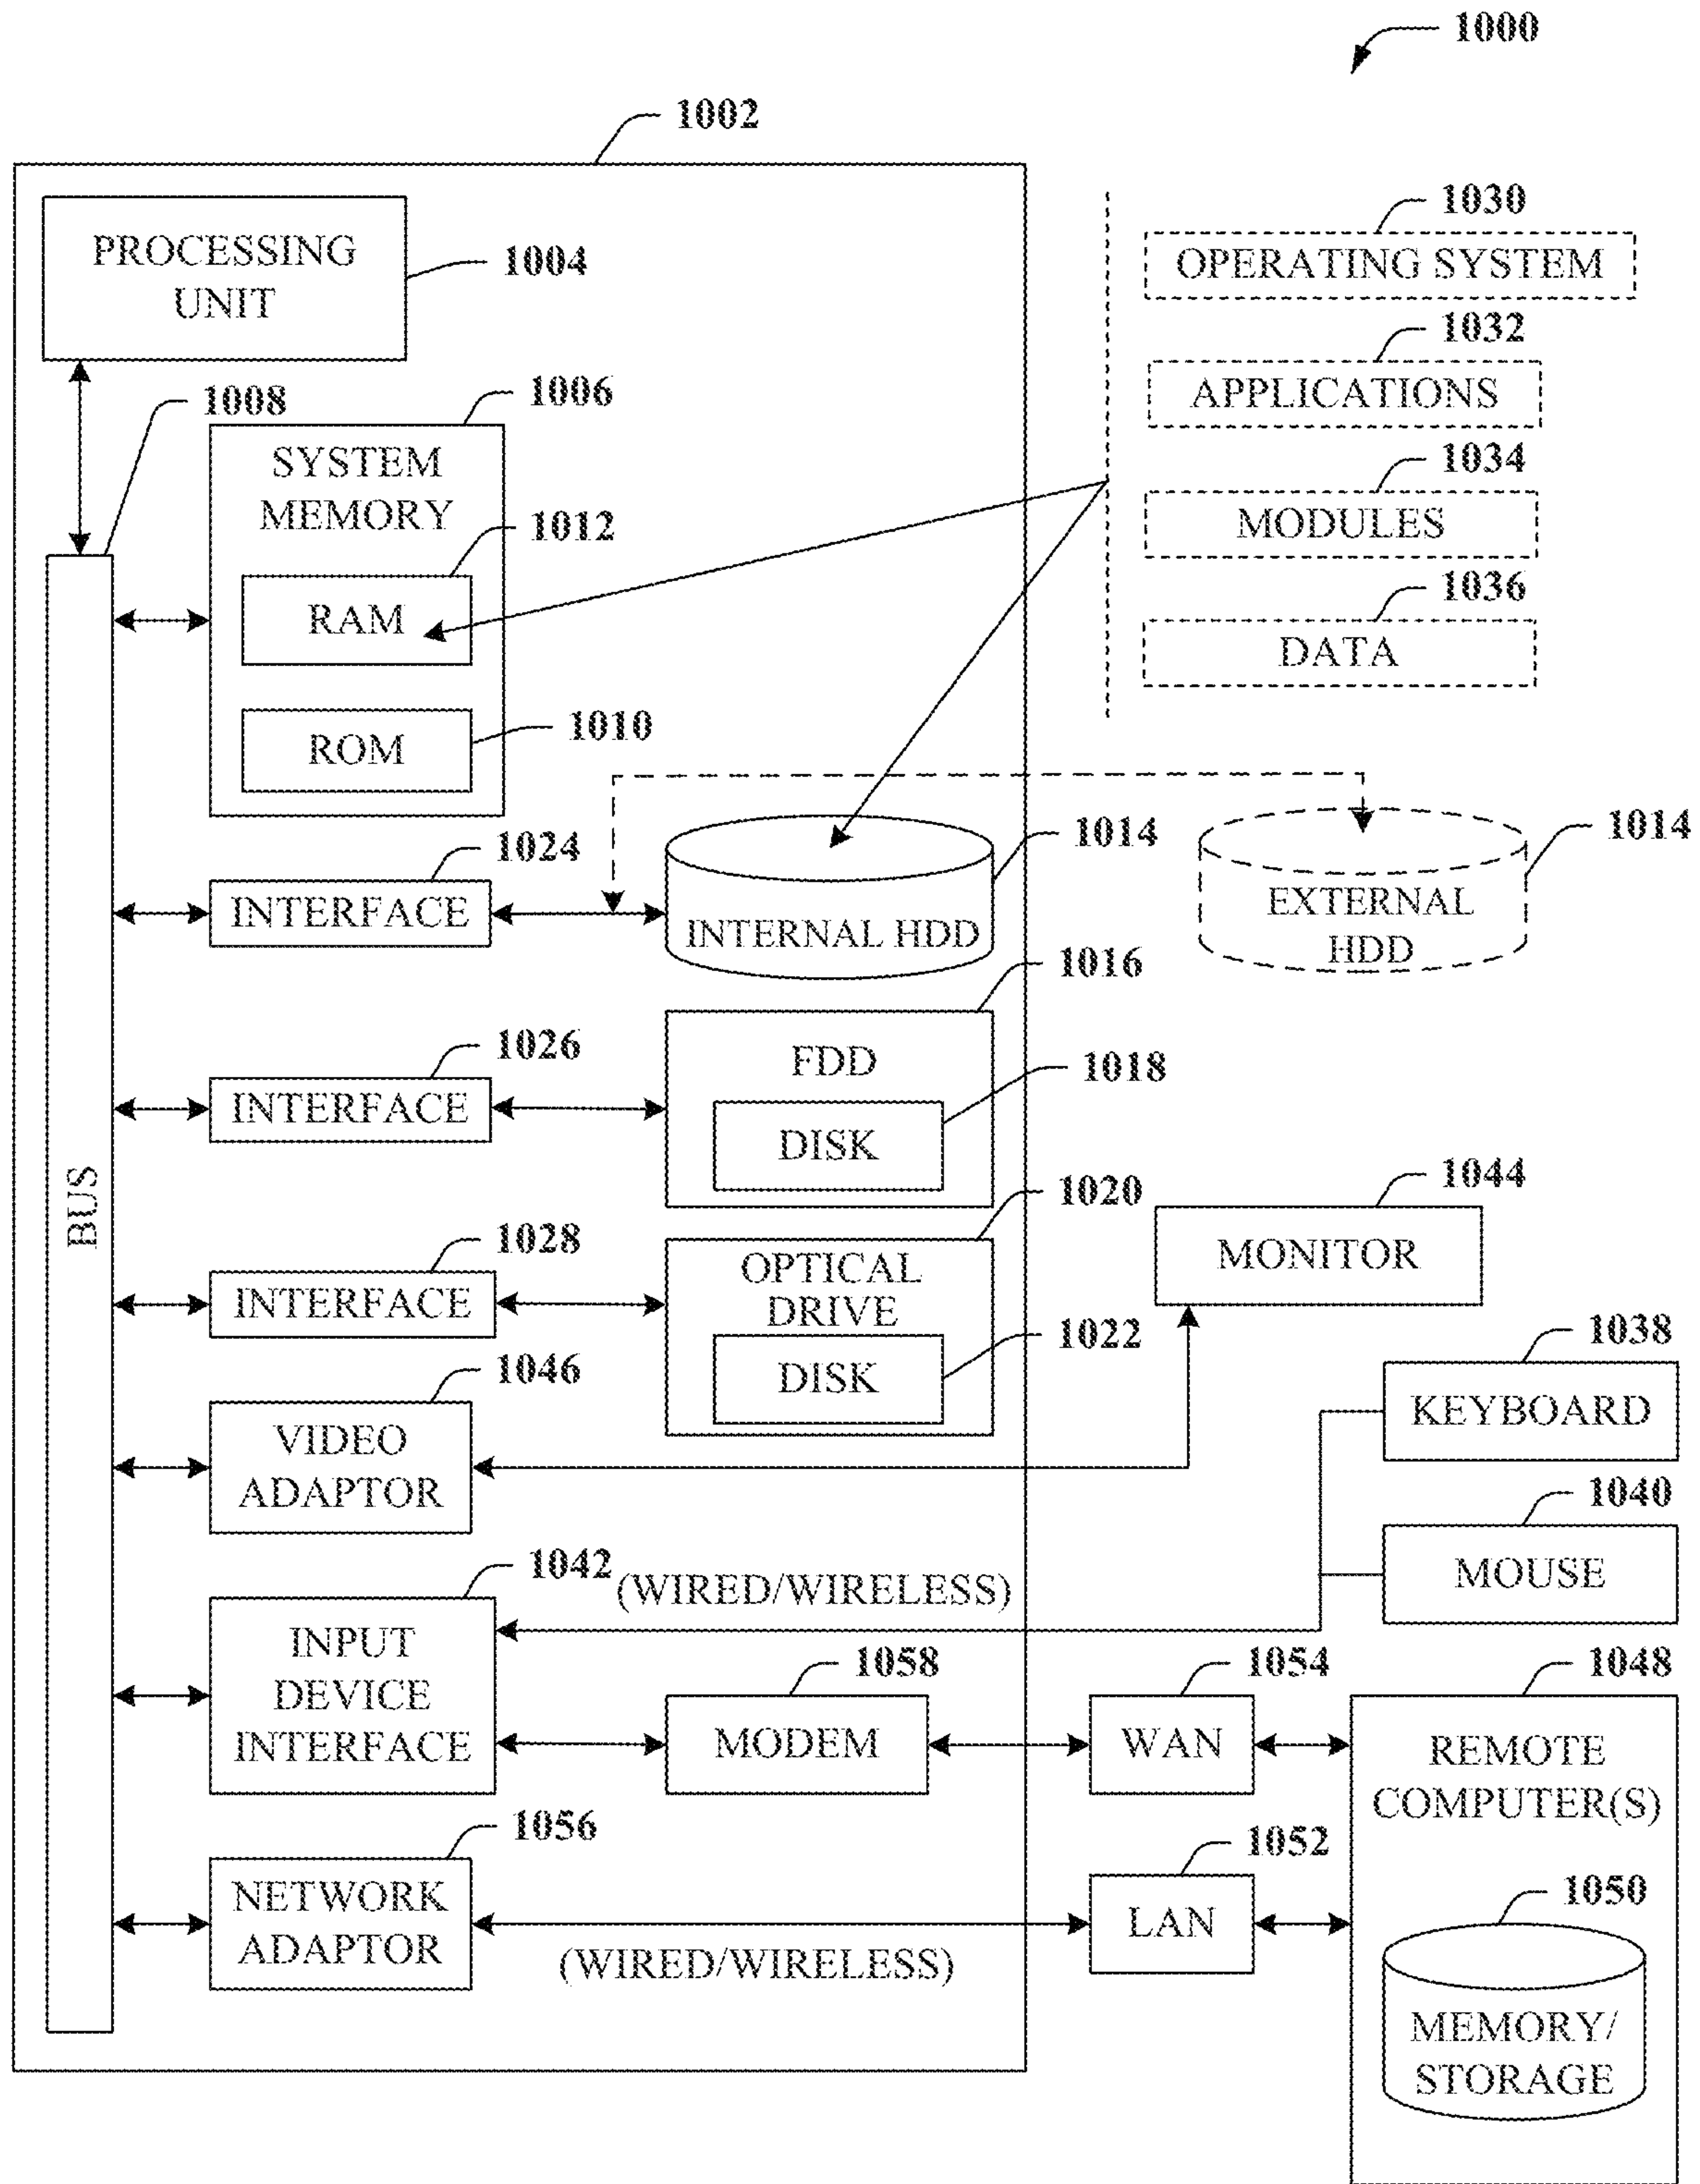 1000
1002
PROCESSING
UNIT
1004
1030
OPERATING SYSTEM
1032
APPLICATIONS
1034
MODULES
1036
DATA
1008
1006
SYSTEM
MEMORY
1012
RAM
1010
ROM
1024
INTERFACE
1014
INTERNAL HDD
1014
EXTERNAL
HDD
1016
FDD
1018
DISK
1026
INTERFACE
BUS
1020
OPTICAL
DRIVE
1022
DISK
1028
INTERFACE
1044
MONITOR
1038
KEYBOARD
1046
VIDEO
ADAPTOR
1040
MOUSE
1042
(WIRED/WIRELESS)
INPUT
DEVICE
INTERFACE
1058
MODEM
1054
WAN
1048
REMOTE
COMPUTER(S)
1056
NETWORK
ADAPTOR
(WIRED/WIRELESS)
1052
LAN
1050
MEMORY/
STORAGE